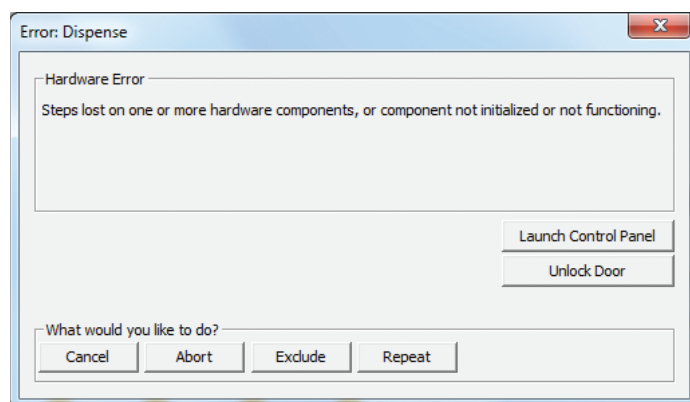 Error: Dispense
Hardware Error
Steps lost on one or more hardware components, or component not initialized or not functioning.
Launch Control Panel
Unlock Door
What would you like to do?
Cancel Abort Exclude Repeat